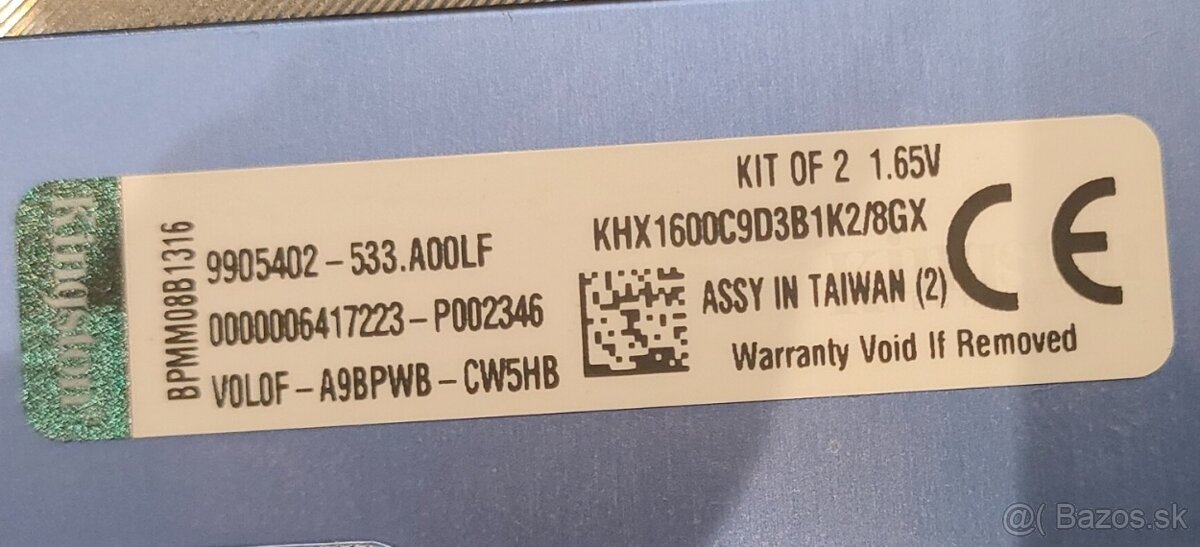 Kingston
BPMM08B1316
9905402-533.A00LF
0000006417223-P002346
V0L0F-A9BPWB-CW5HB
KIT OF 2 1.65V
KHX1600C9D3B1K2/8GX
ASSY IN TAIWAN (2)
Warranty Void If Removed
CE
@( Bazos.sk